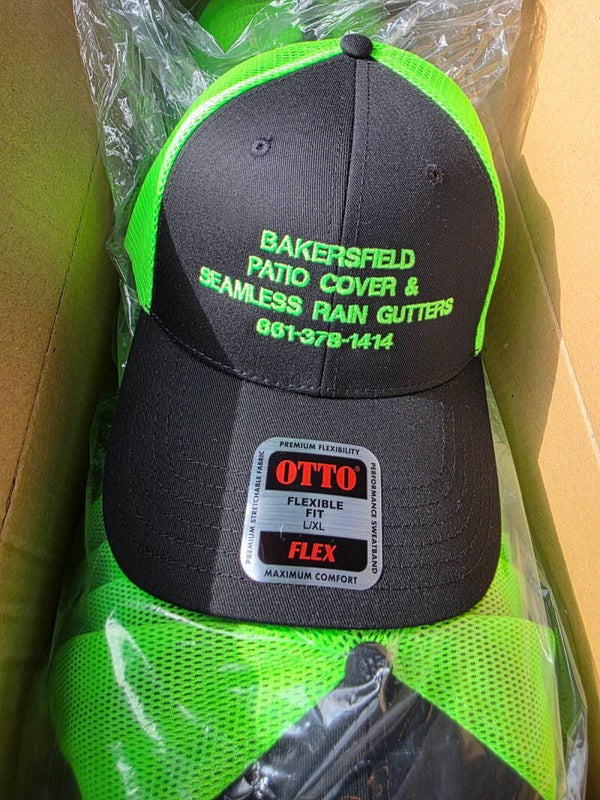 BAKERSFIELD
PATIO COVER &
SEAMLESS RAIN GUTTERS
661-378-1414
PREMIUM FLEXIBILITY
PREMIUM STRETCHABLE FABRIC
PERFORMANCE SWEATBAND
OTTO®
FLEXIBLE
FIT
L/XL
FLEX
MAXIMUM COMFORT